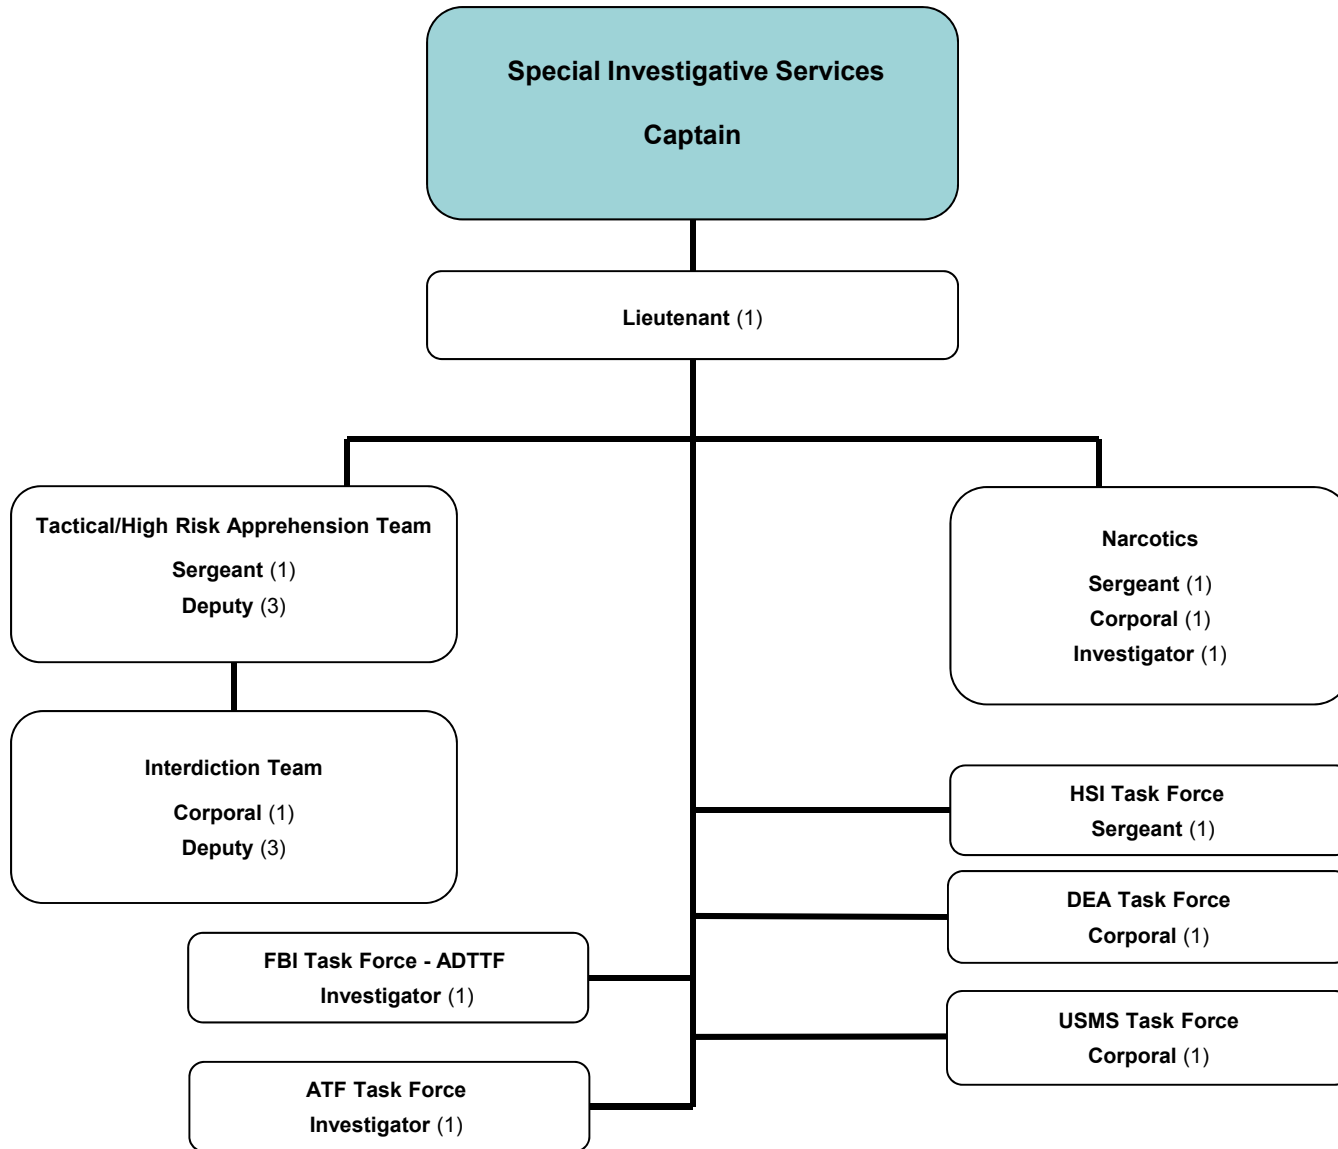 Special Investigative Services
Captain
Lieutenant (1)
Tactical/High Risk Apprehension Team
Sergeant (1)
Deputy (3)
Narcotics
Sergeant (1)
Corporal (1)
Investigator (1)
Interdiction Team
Corporal (1)
Deputy (3)
HSI Task Force
Sergeant (1)
DEA Task Force
Corporal (1)
FBI Task Force - ADTTF
Investigator (1)
USMS Task Force
Corporal (1)
ATF Task Force
Investigator (1)